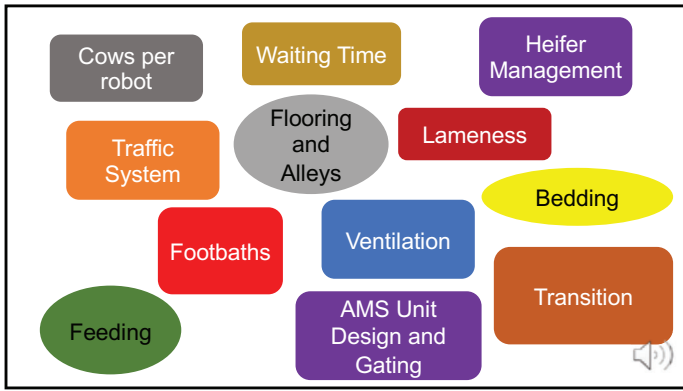 Cows per
robot
Waiting Time
Heifer
Management
Flooring
and
Alleys
Lameness
Traffic
System
Bedding
Footbaths
Ventilation
Transition
Feeding
AMS Unit
Design and
Gating